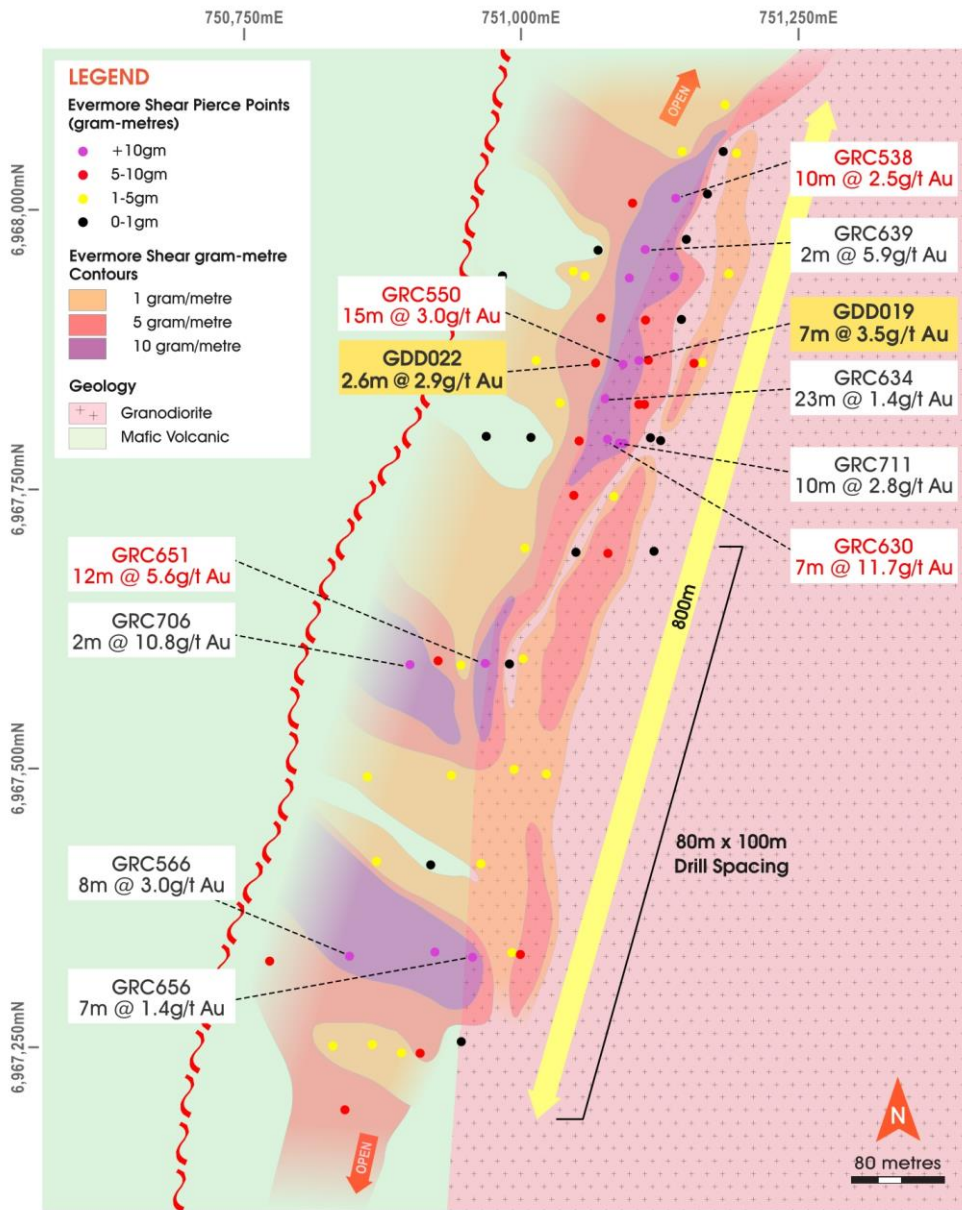 750,750mE
751,000mE
751,250mE
LEGEND
Evermore Shear Pierce Points
(gram-metres)
+10gm
5-10gm
1-5gm
0-1gm
Evermore Shear gram-metre
Contours
1 gram/metre
5 gram/metre
10 gram/metre
Geology
Granodiorite
Mafic Volcanic
OPEN
6,968,000mN
GRC538
10m @ 2.5g/t Au
GRC639
2m @ 5.9g/t Au
GRC550
15m @ 3.0g/t Au
GDD019
7m @ 3.5g/t Au
GDD022
2.6m @ 2.9g/t Au
GRC634
23m @ 1.4g/t Au
6,967,750mN
GRC711
10m @ 2.8g/t Au
GRC630
7m @ 11.7g/t Au
GRC651
12m @ 5.6g/t Au
GRC706
2m @ 10.8g/t Au
800m
6,967,500mN
80m x 100m
Drill Spacing
GRC566
8m @ 3.0g/t Au
GRC656
7m @ 1.4g/t Au
6,967,250mN
OPEN
N
80 metres